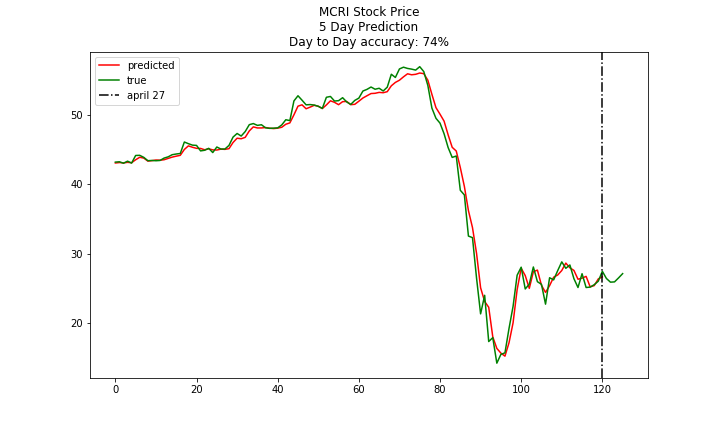 MCRI Stock Price
5 Day Prediction
Day to Day accuracy: 74%
predicted
true
april 27
50
40
30
20
0 20 40 60 80 100 120